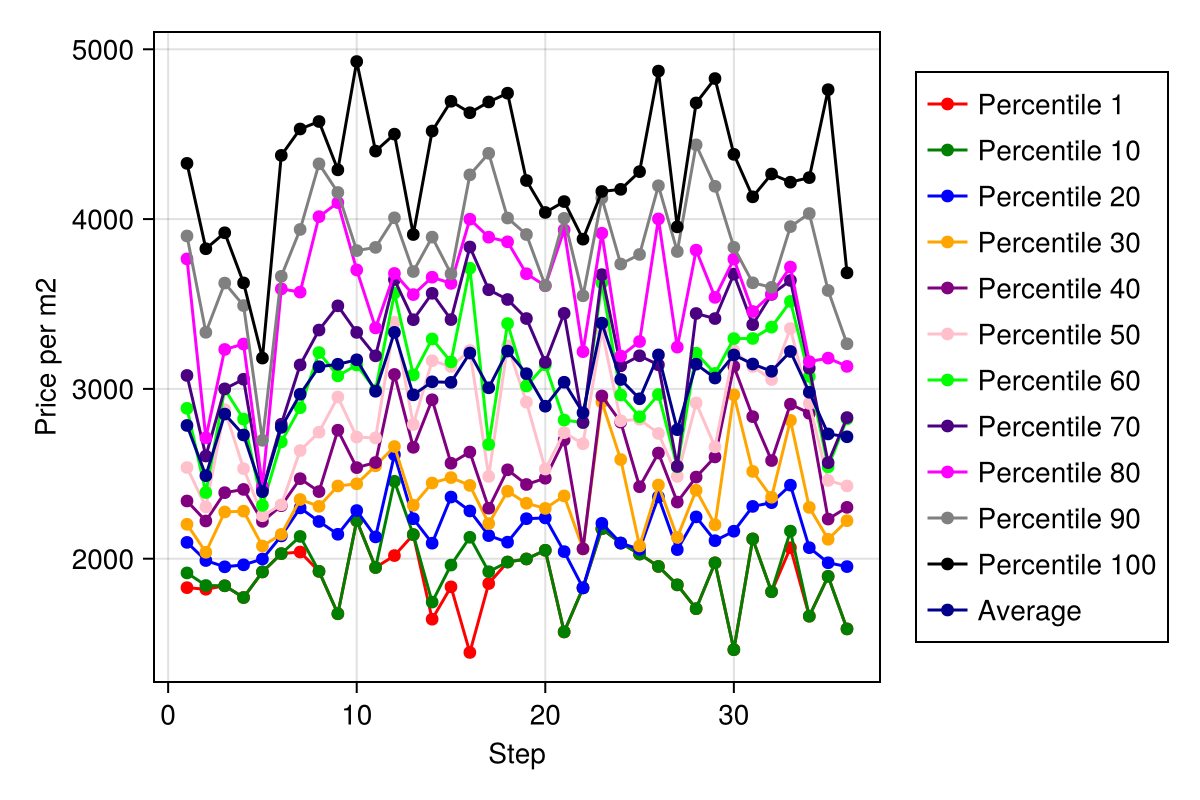 5000
4000
3000
2000
Price per m2
0 10 20 30
Step
Percentile 1
Percentile 10
Percentile 20
Percentile 30
Percentile 40
Percentile 50
Percentile 60
Percentile 70
Percentile 80
Percentile 90
Percentile 100
Average